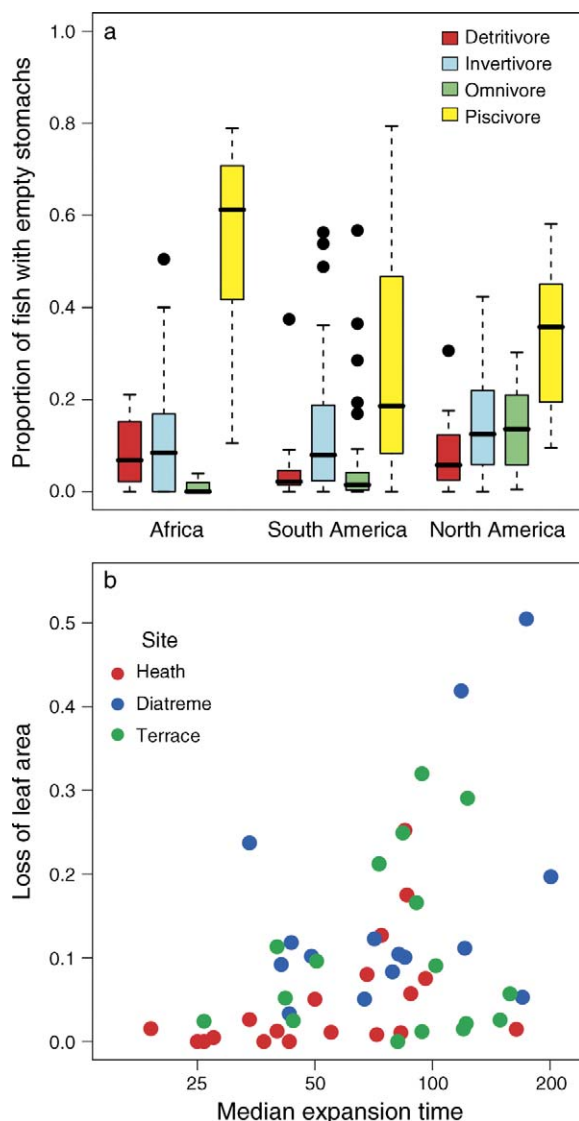 a
Detritivore
Invertivore
Omnivore
Piscivore
Proportion of fish with empty stomachs
1.0
0.8
0.6
0.4
0.2
0.0
Africa South America North America
b
Site
Heath
Diatreme
Terrace
Loss of leaf area
0.5
0.4
0.3
0.2
0.1
0.0
25 50 100 200
Median expansion time